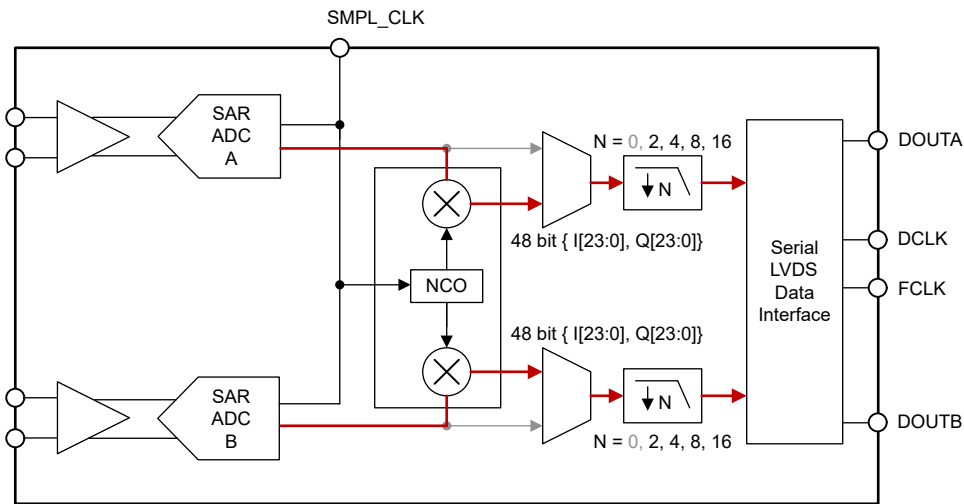 SMPL_CLK
SAR
ADC
A
N = 0, 2, 4, 8, 16
N
DOUTA
48 bit { I[23:0], Q[23:0]}
DCLK
NCO
Serial
LVDS
Data
Interface
FCLK
48 bit { I[23:0], Q[23:0]}
SAR
ADC
B
N
N = 0, 2, 4, 8, 16
DOUTB